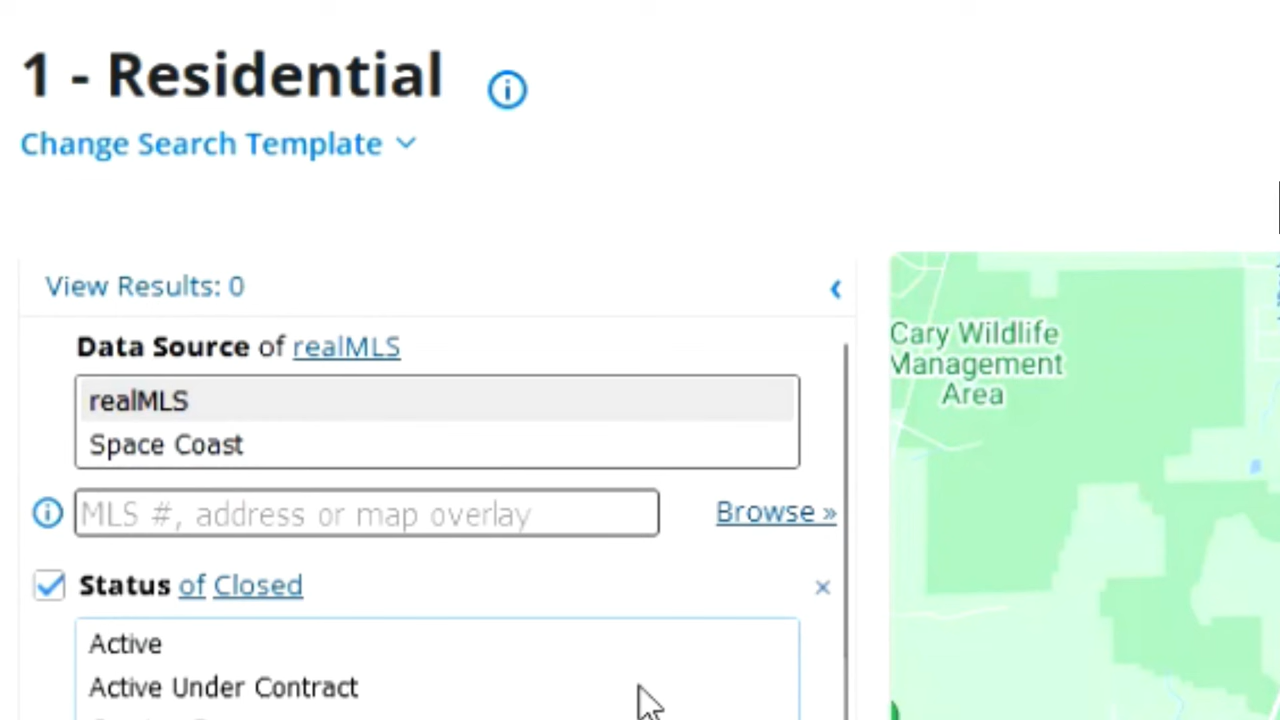 1 - Residential
Change Search Template
View Results: 0
Data Source of realMLS
realMLS
Space Coast
MLS #, address or map overlay
Browse »
Status of Closed
Active
Active Under Contract
Cary Wildlife
Management
Area